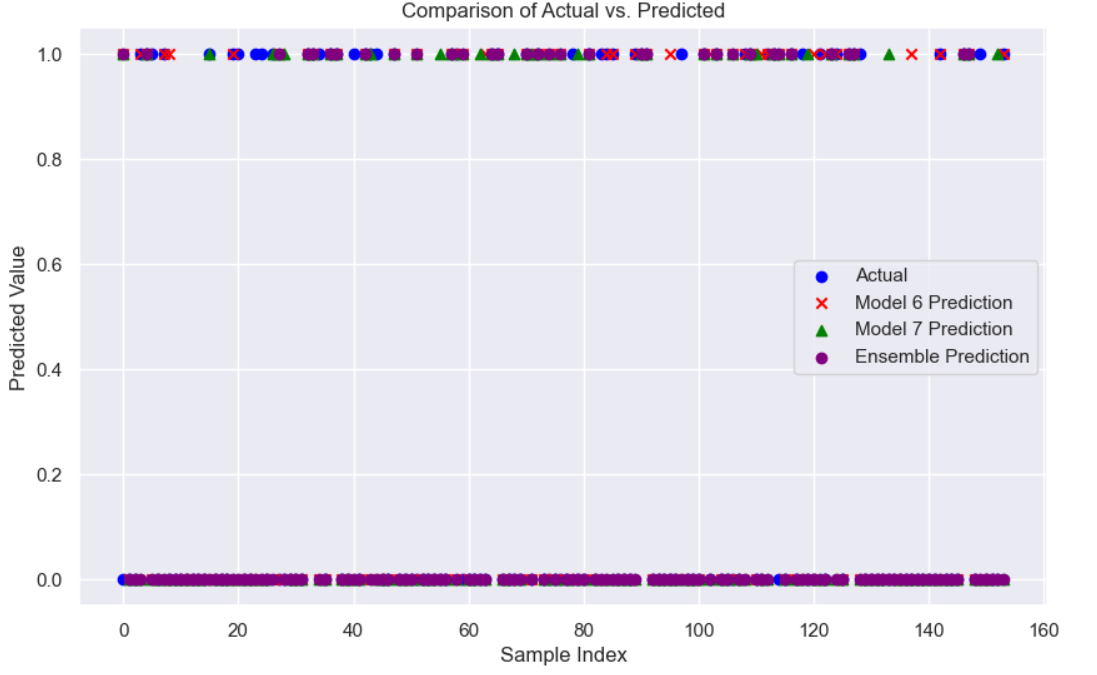 Comparison of Actual vs. Predicted
1.0
0.8
0.6
0.4
0.2
0.0
Predicted Value
Actual
Model 6 Prediction
Model 7 Prediction
Ensemble Prediction
0 20 40 60 80 100 120 140 160
Sample Index